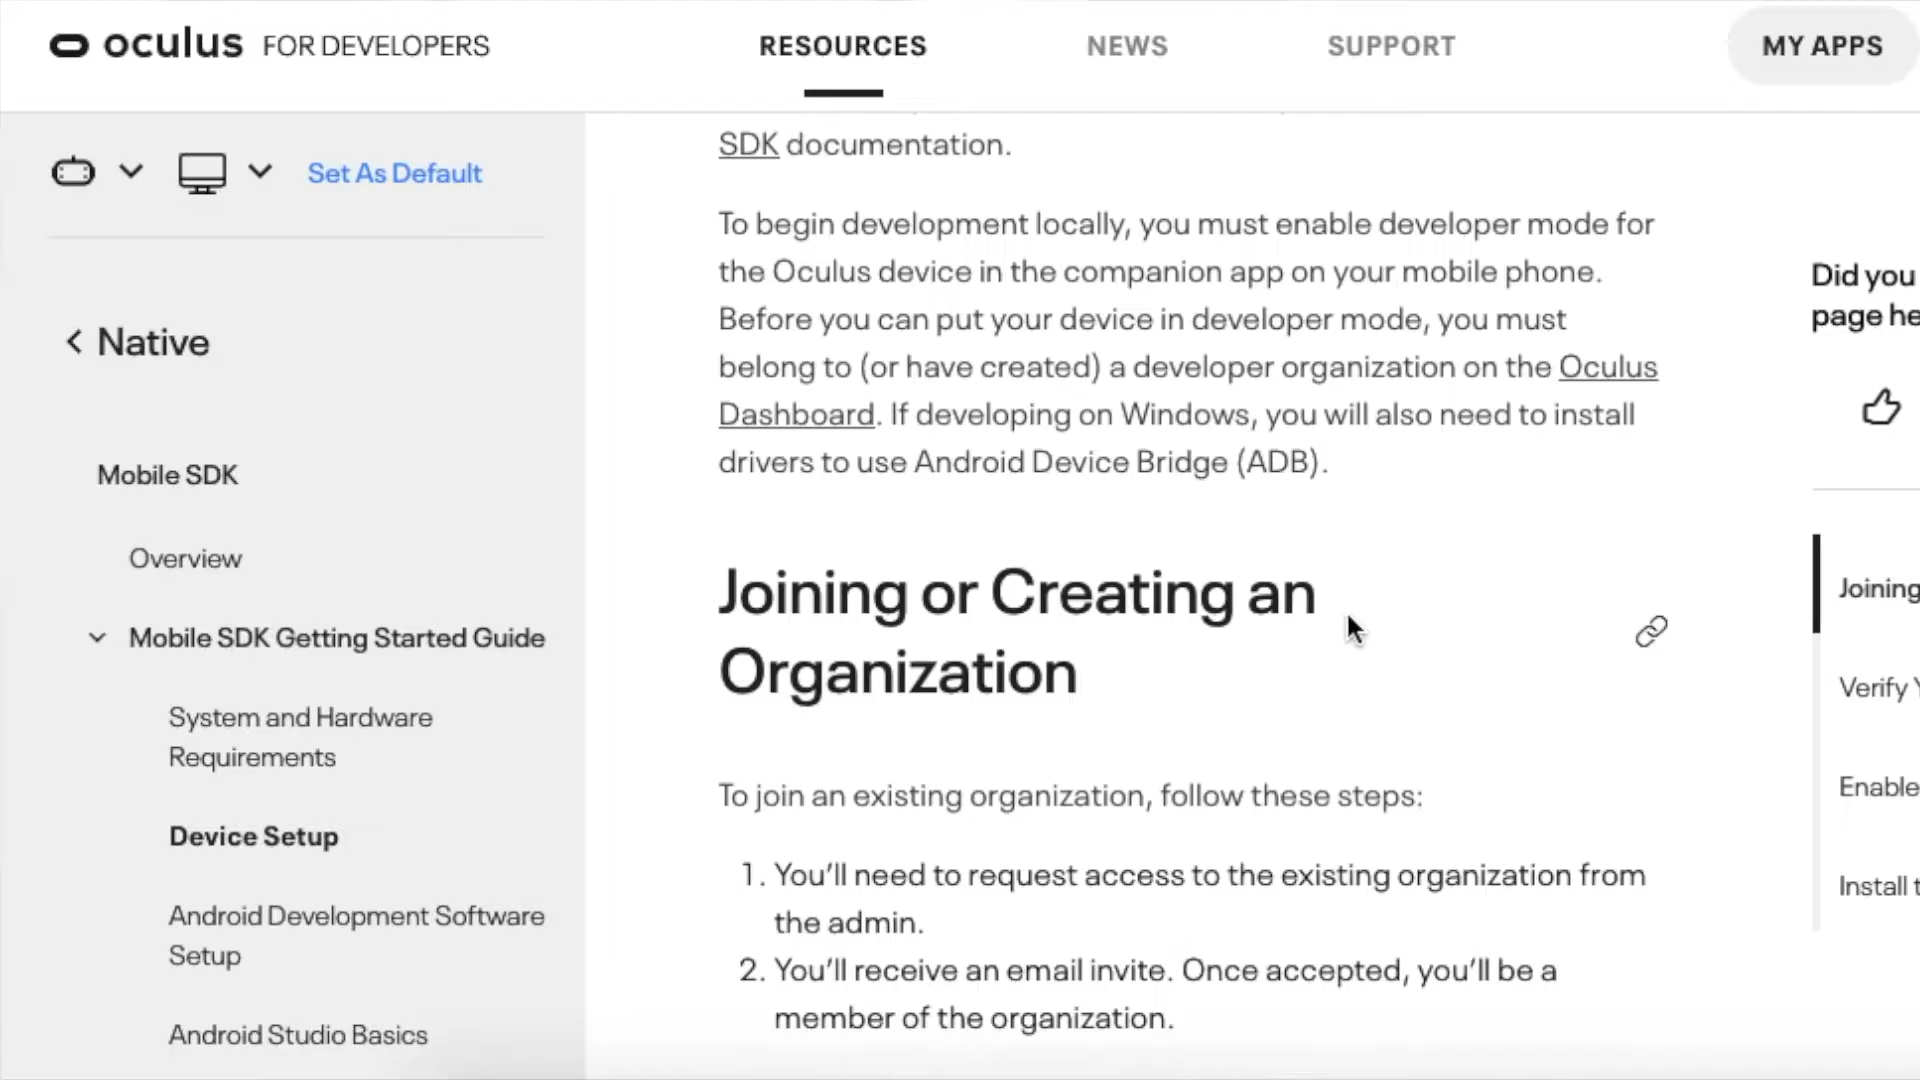 oculus FOR DEVELOPERS
RESOURCES
NEWS
SUPPORT
MY APPS
Set As Default
< Native
Mobile SDK
Overview
Mobile SDK Getting Started Guide
System and Hardware
Requirements
Device Setup
Android Development Software
Setup
Android Studio Basics
SDK documentation.
To begin development locally, you must enable developer mode for
the Oculus device in the companion app on your mobile phone.
Before you can put your device in developer mode, you must
belong to (or have created) a developer organization on the Oculus
Dashboard. If developing on Windows, you will also need to install
drivers to use Android Device Bridge (ADB).
Joining or Creating an
Organization
To join an existing organization, follow these steps:
1. You’ll need to request access to the existing organization from
the admin.
2. You’ll receive an email invite. Once accepted, you’ll be a
member of the organization.
Did you
page he
Joining
Verify
Enable
Install